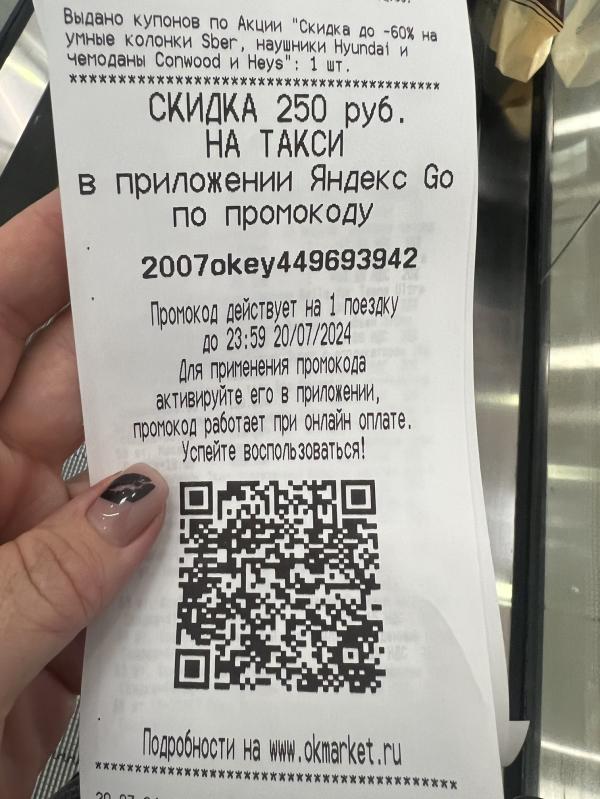 Выдано купонов по Акции "Скидка до -60% на
умные колонки Sber, наушники Hyundai и
чемоданы Conwood и Heys": 1 шт.
****************************************
СКИДКА 250 руб.
НА ТАКСИ
в приложении Яндекс Go
по промокоду
2007okey449693942
Промокод действует на 1 поездку
до 23:59 20/07/2024
Для применения промокода
активируйте его в приложении,
промокод работает при онлайн оплате.
Успейте воспользоваться!
Подробности на www.okmarket.ru
****************************************